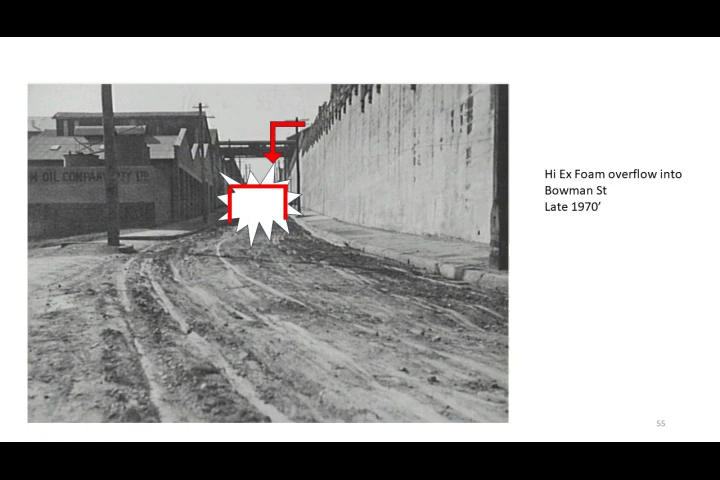 H OIL COMPANY PTY LTD
Hi Ex Foam overflow into
Bowman St
Late 1970’
55